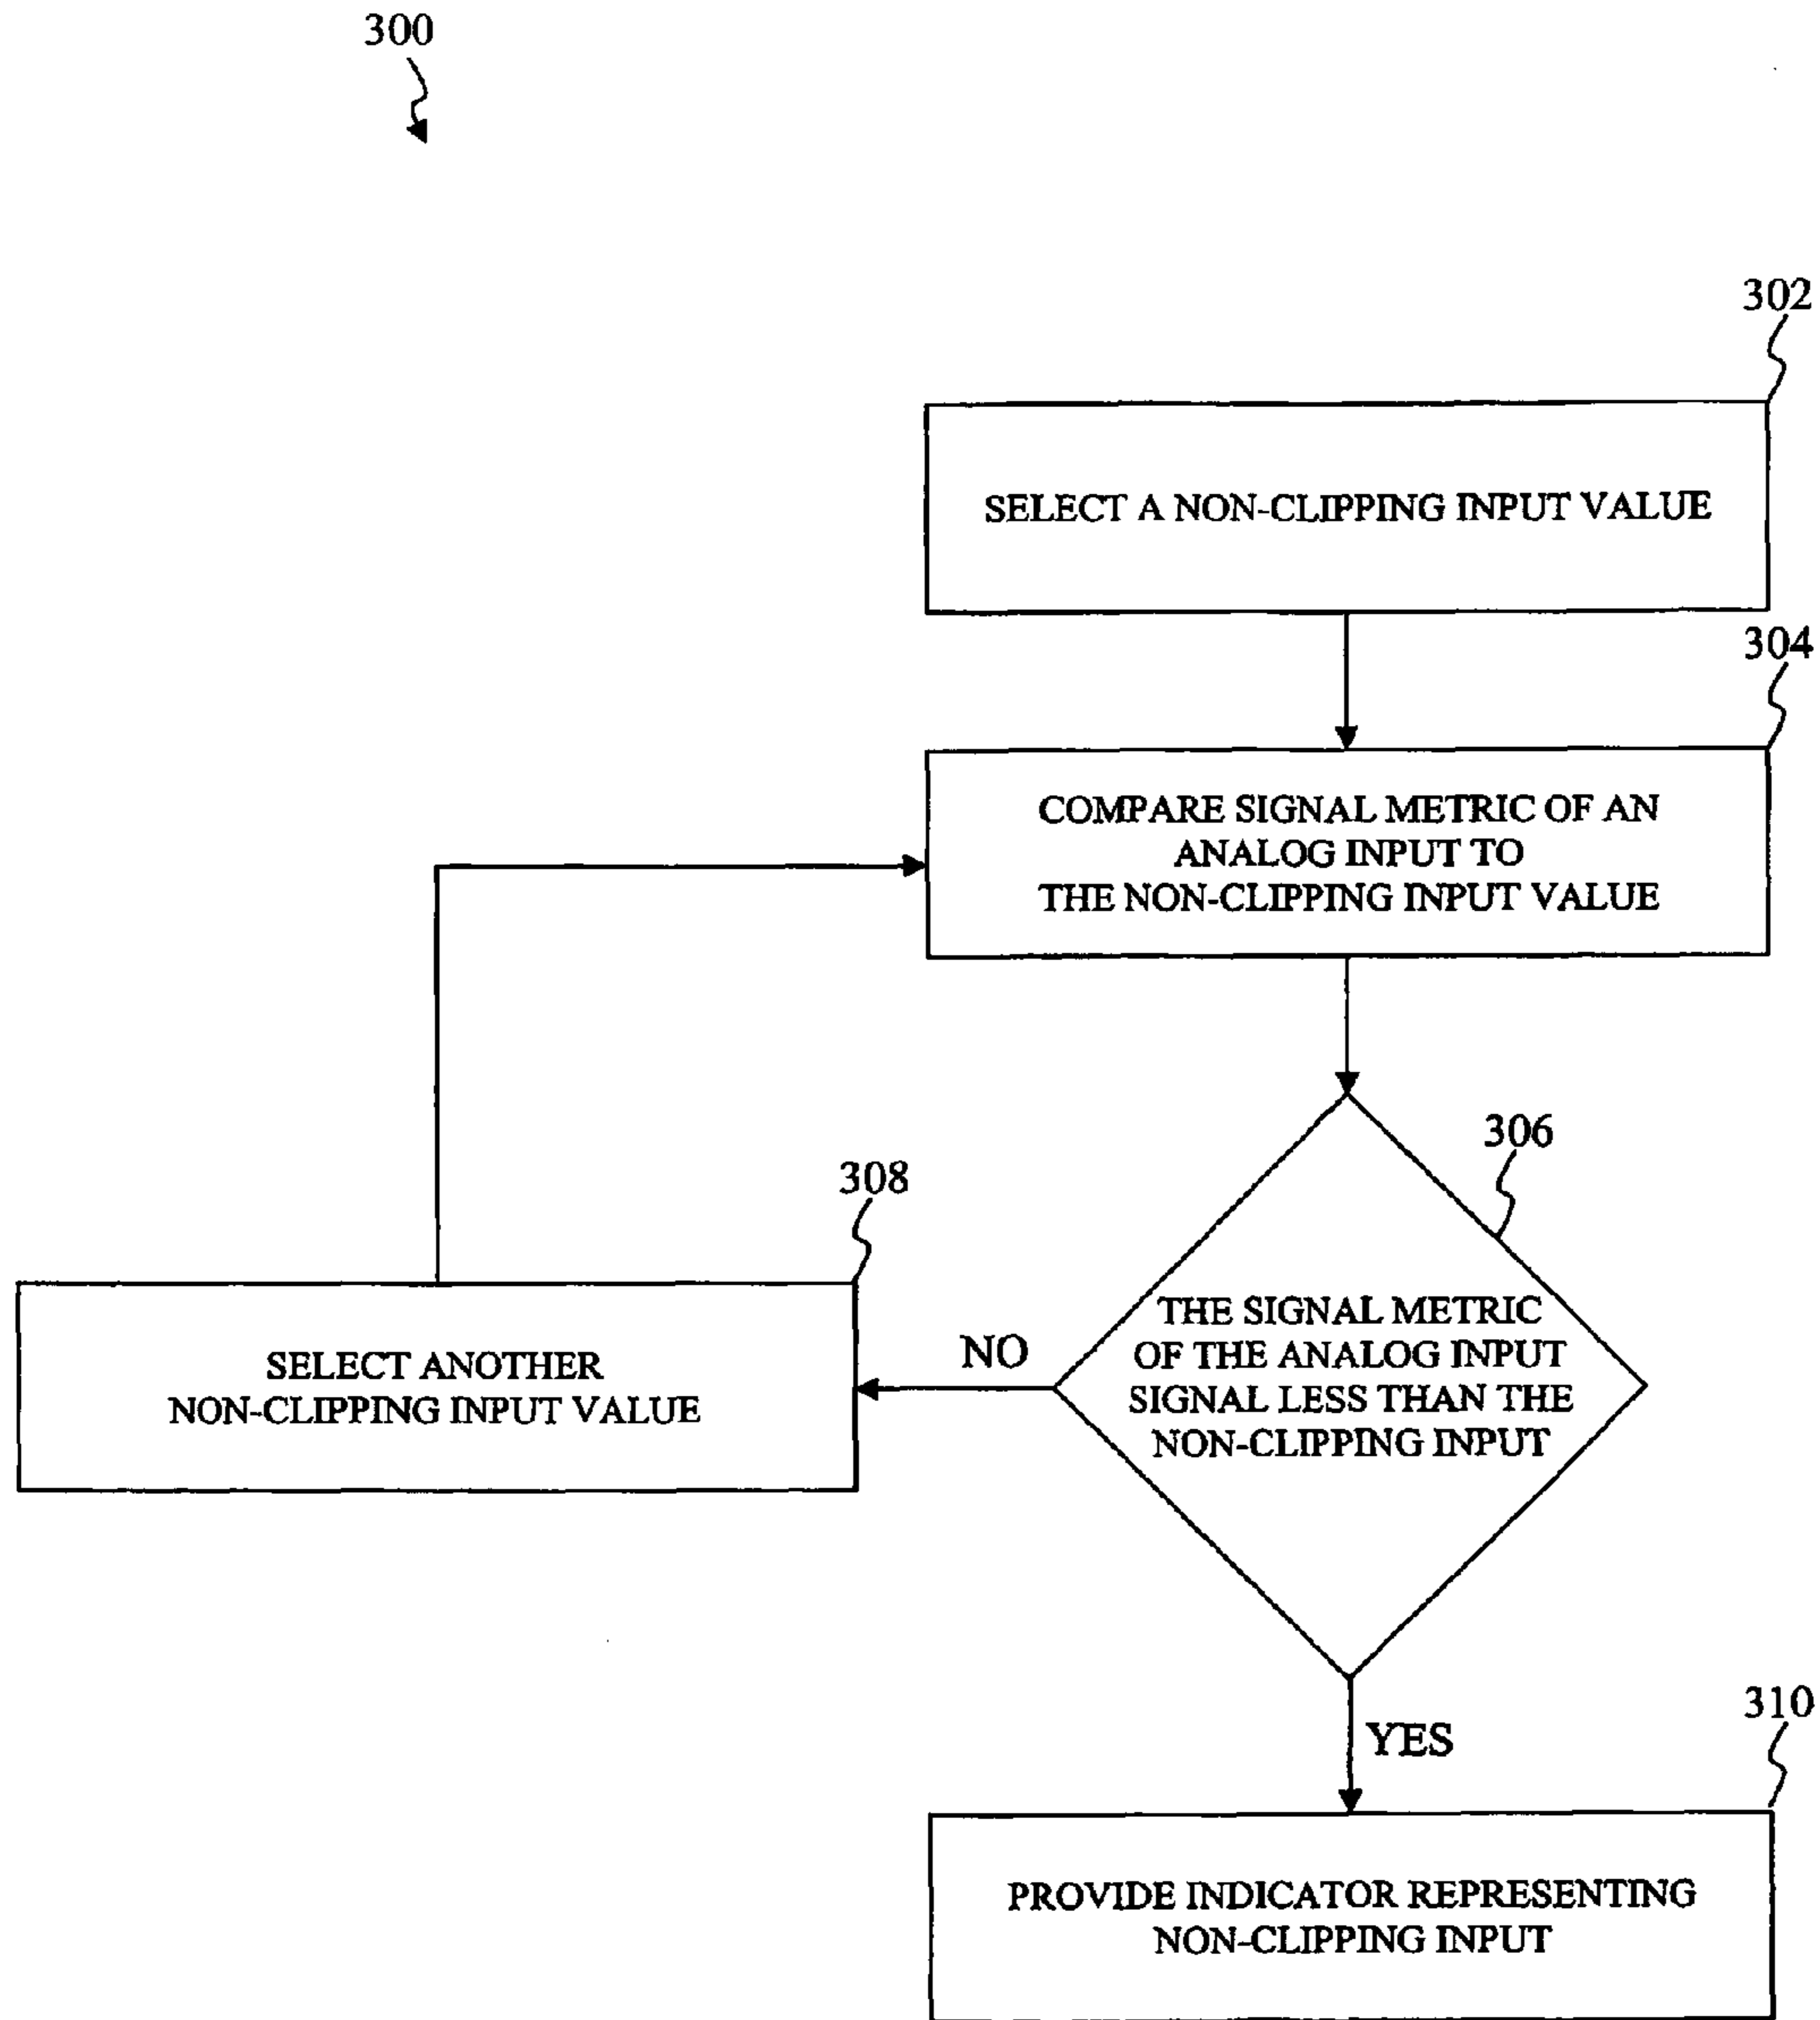 300
302
SELECT A NON-CLIPPING INPUT VALUE
304
COMPARE SIGNAL METRIC OF AN
ANALOG INPUT TO
THE NON-CLIPPING INPUT VALUE
306
THE SIGNAL METRIC
OF THE ANALOG INPUT
SIGNAL LESS THAN THE
NON-CLIPPING INPUT
NO
308
SELECT ANOTHER
NON-CLIPPING INPUT VALUE
YES
310
PROVIDE INDICATOR REPRESENTING
NON-CLIPPING INPUT